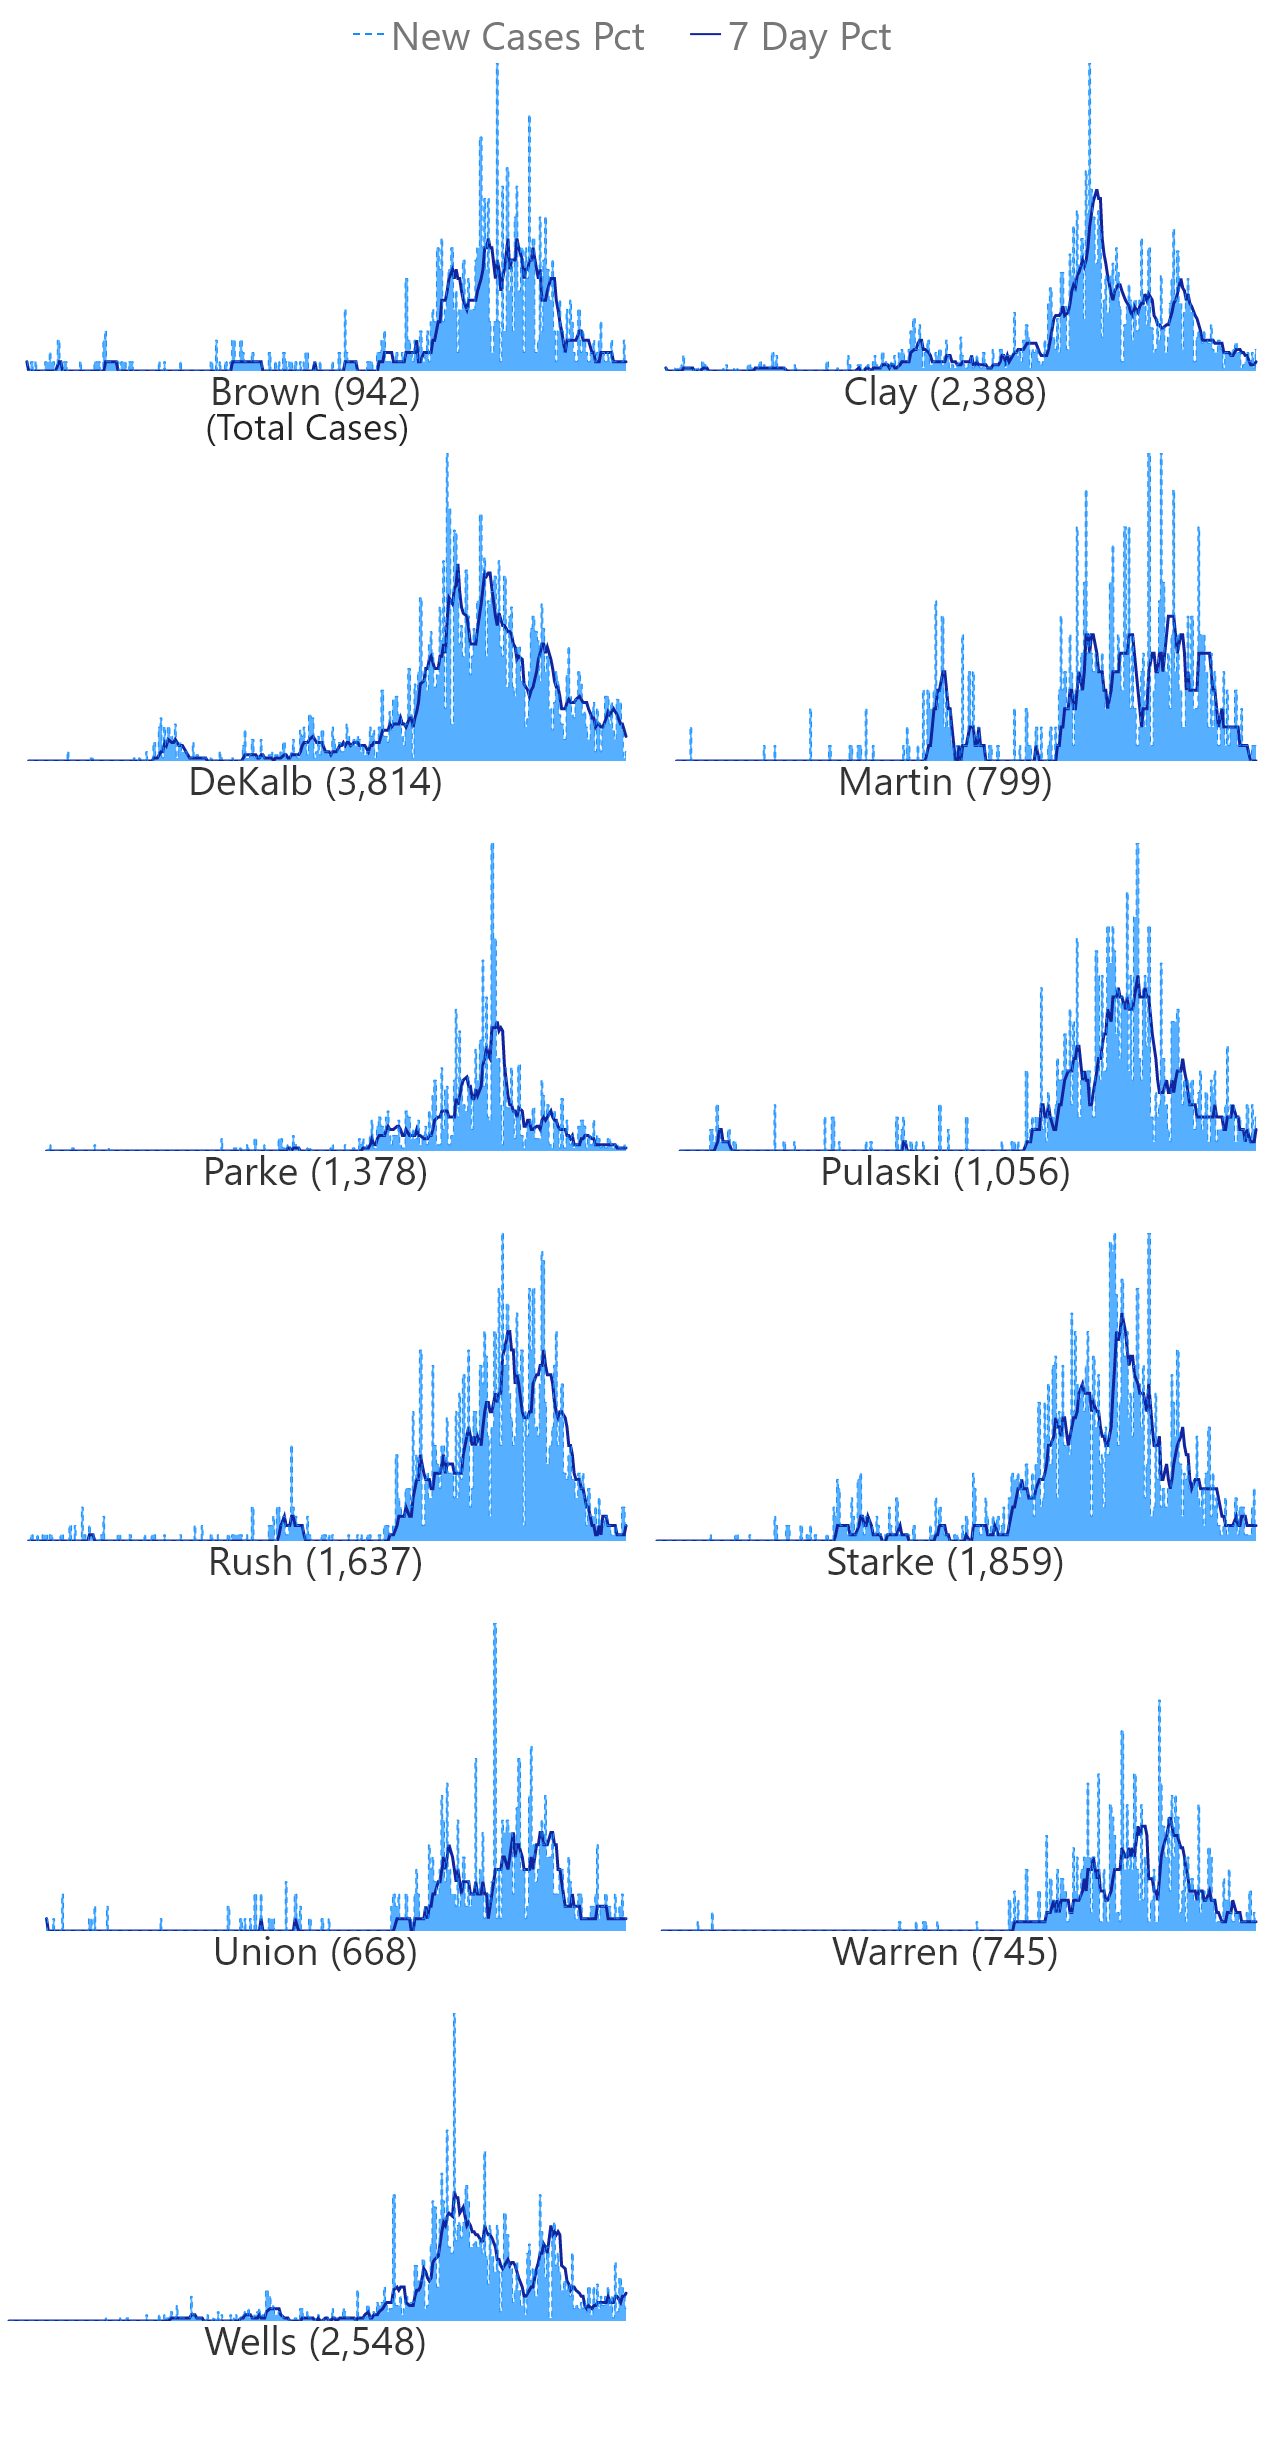 New Cases Pct 7 Day Pct
Brown (942) Clay (2,388)
(Total Cases)
DeKalb (3,814) Martin (799)
Parke (1,378) Pulaski (1,056)
Rush (1,637) Starke (1,859)
Union (668) Warren (745)
Wells (2,548)